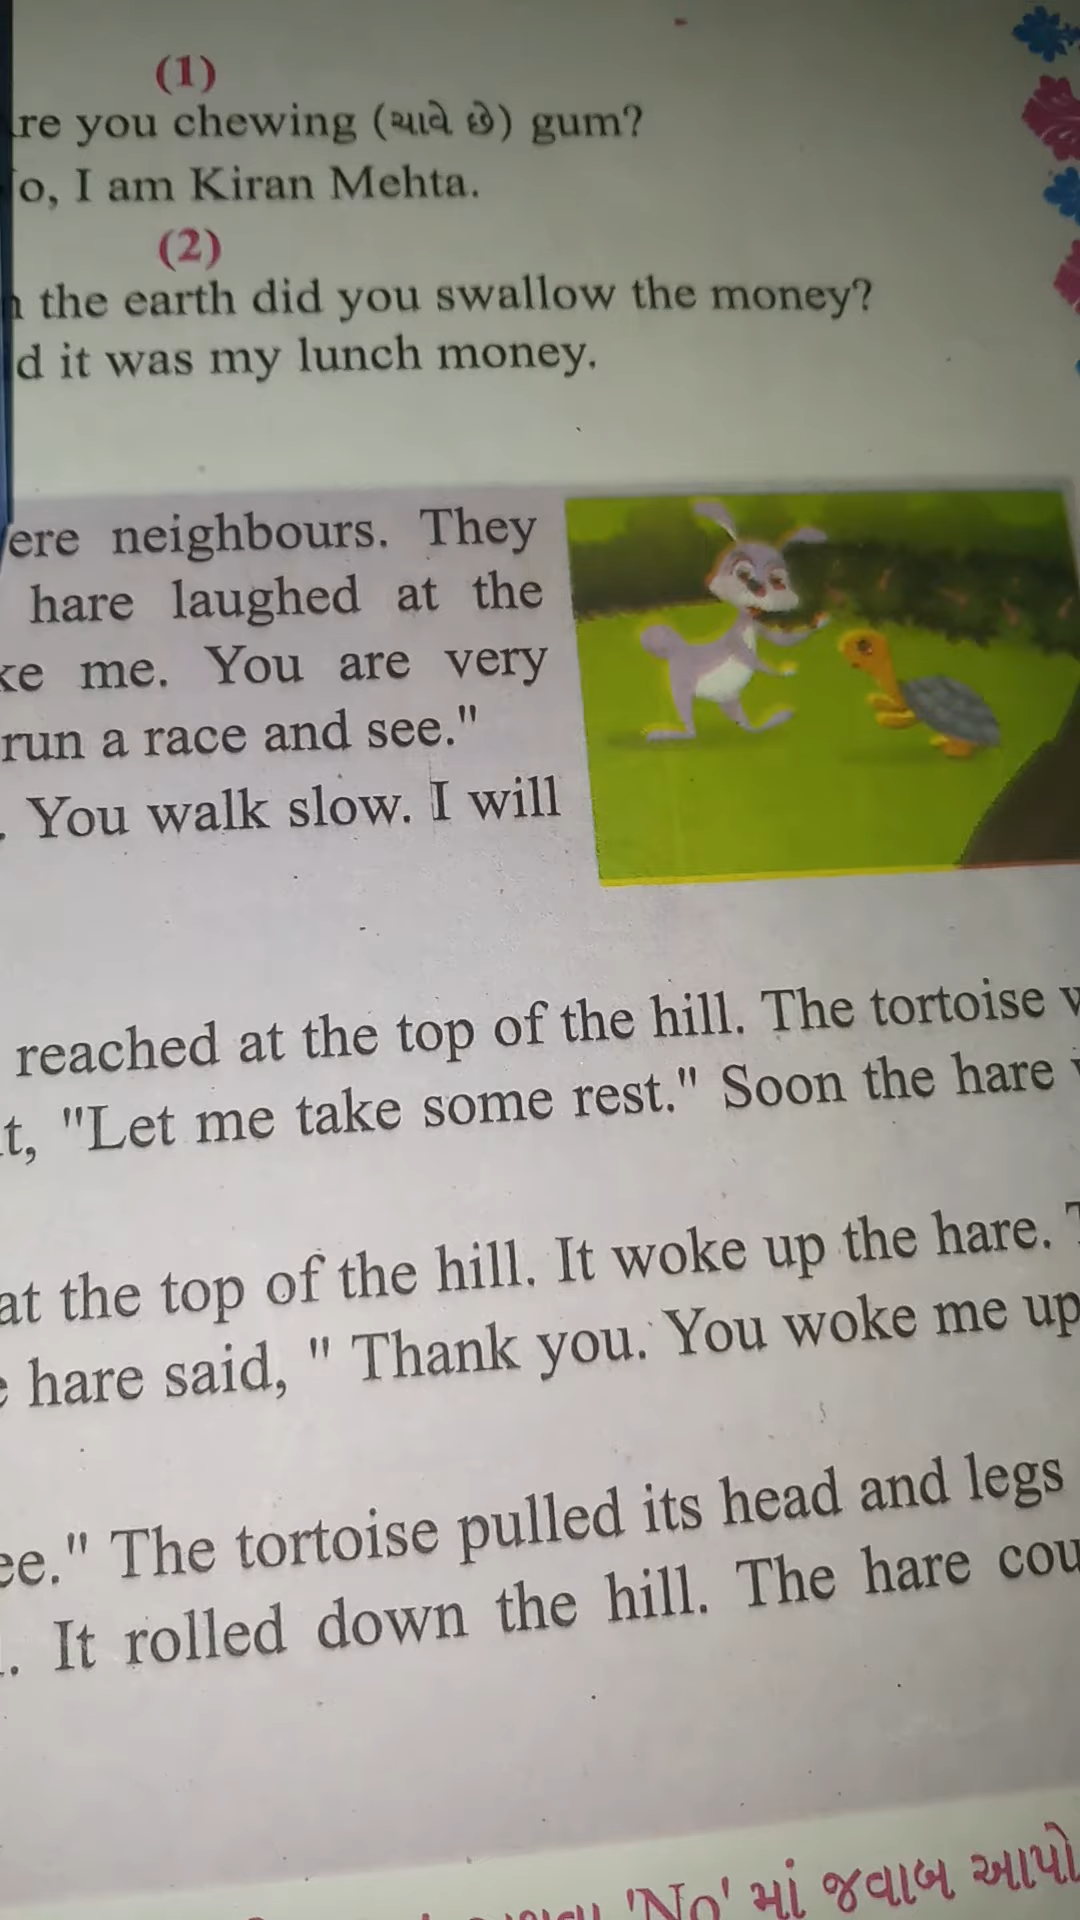 (1)
re you chewing (ચાવે છે) gum?
o, I am Kiran Mehta.
(2)
the earth did you swallow the money?
d it was my lunch money.
ere neighbours. They
hare laughed at the
ke me. You are very
run a race and see."
. You walk slow. I will
reached at the top of the hill. The tortoise
t, "Let me take some rest." Soon the hare
at the top of the hill. It woke up the hare.
hare said, " Thank you. You woke me up
ee." The tortoise pulled its head and legs
. It rolled down the hill. The hare cou
'No' માં જવાબ આપો